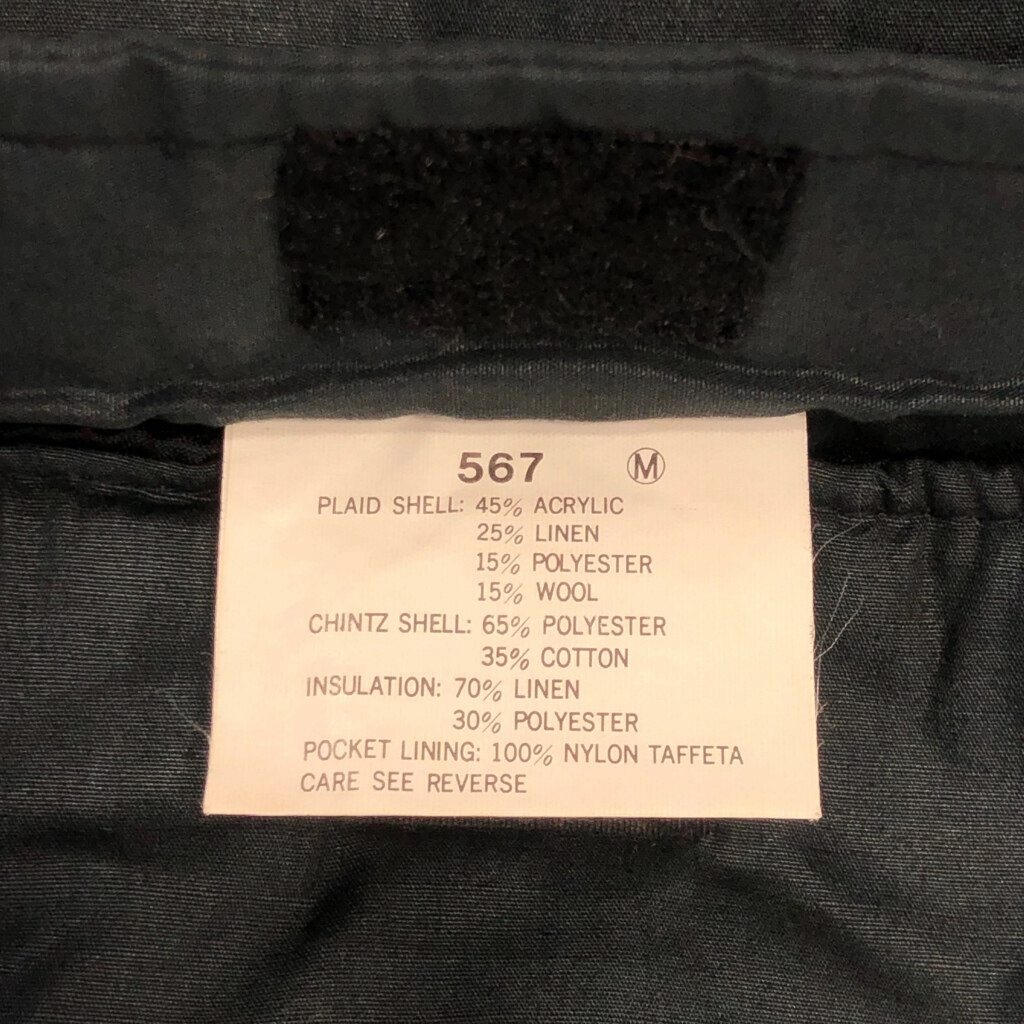 567 Ⓜ
PLAID SHELL: 45% ACRYLIC
25% LINEN
15% POLYESTER
15% WOOL
CHINTZ SHELL: 65% POLYESTER
35% COTTON
INSULATION: 70% LINEN
30% POLYESTER
POCKET LINING: 100% NYLON TAFFETA
CARE SEE REVERSE